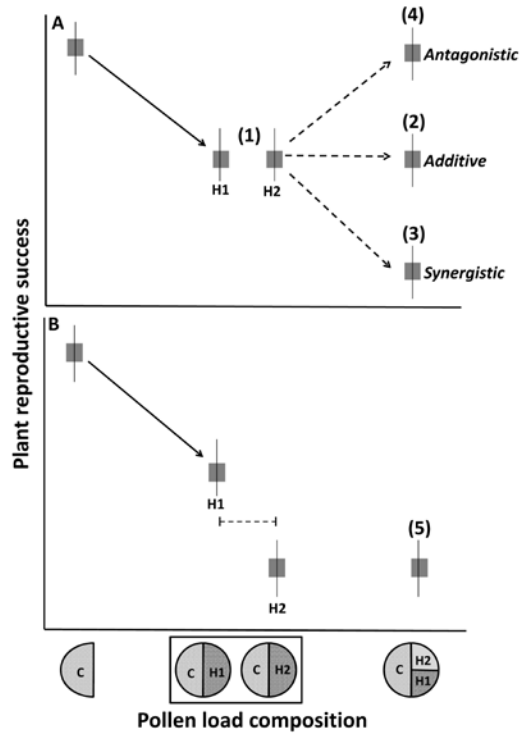 A
(4)
Antagonistic
(1)
(2)
Additive
H1
H2
(3)
Synergistic
Plant reproductive success
B
H1
(5)
H2
C
C
H1
C
H2
C
H2
H1
Pollen load composition